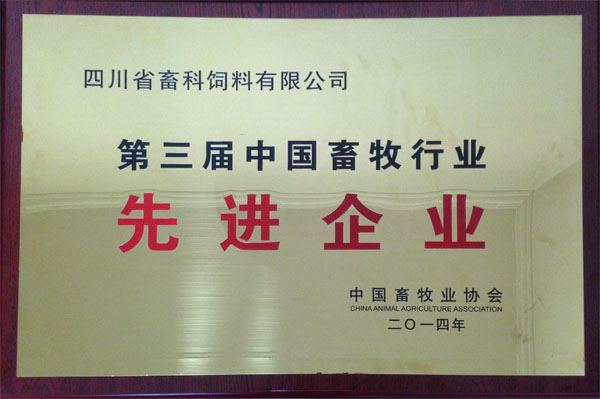 四川省畜科饲料有限公司
第三届中国畜牧行业
先进企业
中国畜牧业协会
CHINA ANIMAL AGRICULTURE ASSOCIATION
二〇一四年